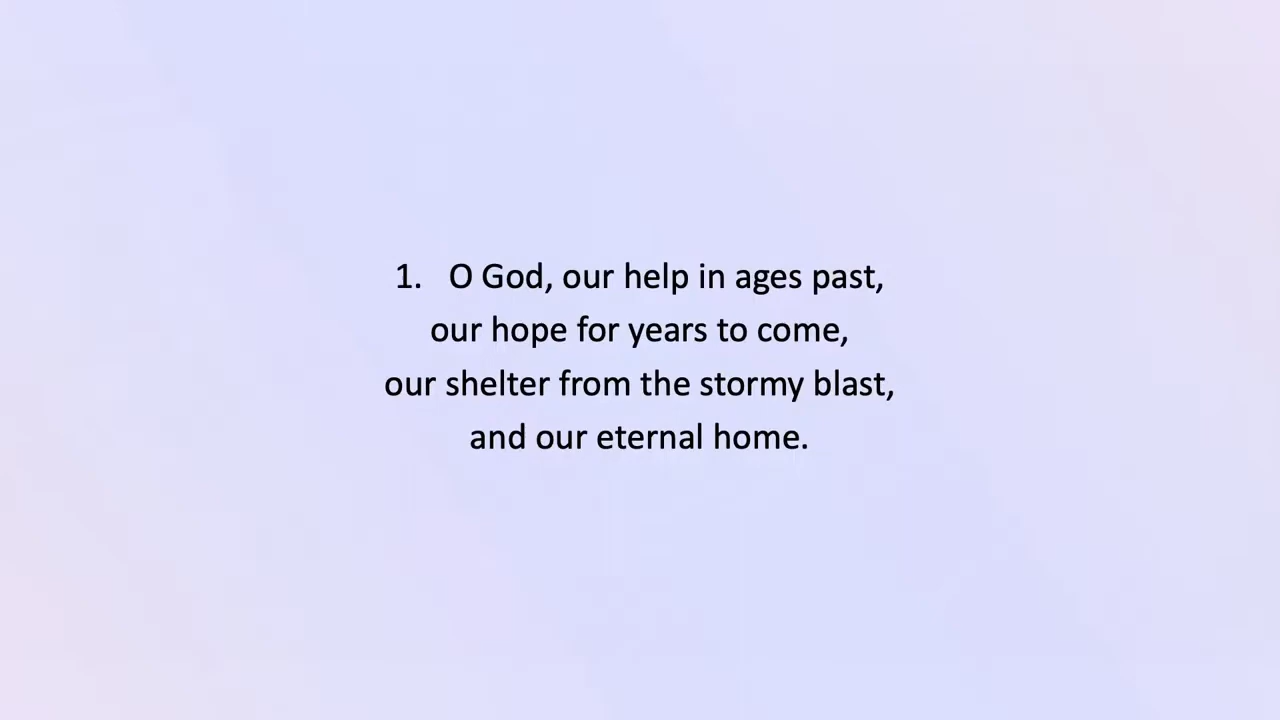 1. O God, our help in ages past,
our hope for years to come,
our shelter from the stormy blast,
and our eternal home.